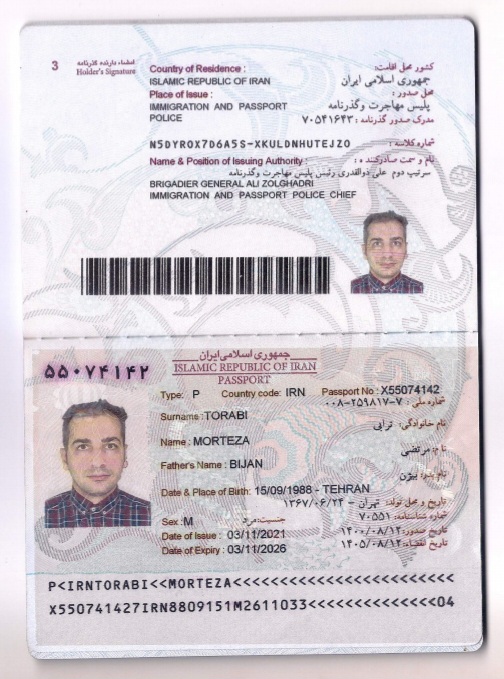 3
امضاء دارنده گذرنامه
Holder's Signature
Country of Residence :
کشور محل اقامت:
ISLAMIC REPUBLIC OF IRAN
جمهوری اسلامی ایران
Place of Issue :
محل صدور:
IMMIGRATION AND PASSPORT
POLICE
پلیس مهاجرت وگذرنامه
مدرک صدور گذرنامه : ۷۰۵۴۱۶۴۳
N5DYROX7D6A5S-XKULDNHUTEJZO
شماره کلاسه :
Name & Position of Issuing Authority :
نام و سمت صادرکننده :
سرتیپ دوم علی ذوالقدری رئیس پلیس مهاجرت وگذرنامه
BRIGADIER GENERAL ALI ZOLGHADRI
IMMIGRATION AND PASSPORT POLICE CHIEF
۵۵۰۷۴۱۴۲
جمهوری اسلامی ایران
ISLAMIC REPUBLIC OF IRAN
PASSPORT
Type: P Country code: IRN Passport No : X55074142
شماره ملی : ۰۰۸-۲۵۹۸۱۷-۷
Surname : TORABI
نام خانوادگی: ترابی
Name : MORTEZA
نام : مرتضی
Father's Name : BIJAN
نام پدر: بیژن
Date & Place of Birth: 15/09/1988 - TEHRAN
تاریخ و محل تولد: تهران - ۱۳۶۷/۰۶/۲۴
شماره شناسنامه: ۷۰۵۵۱
Sex : M
جنسیت: مرد
Date of Issue : 03/11/2021
تاریخ صدور: ۱۴۰۰/۰۸/۱۲
Date of Expiry : 03/11/2026
تاریخ انقضاء: ۱۴۰۵/۰۸/۱۲
P<IRNTORABI<<MORTEZA<<<<<<<<<<<<<<<<<<<<<<<<
X550741427IRN8809151M2611033<<<<<<<<<<<<<<04